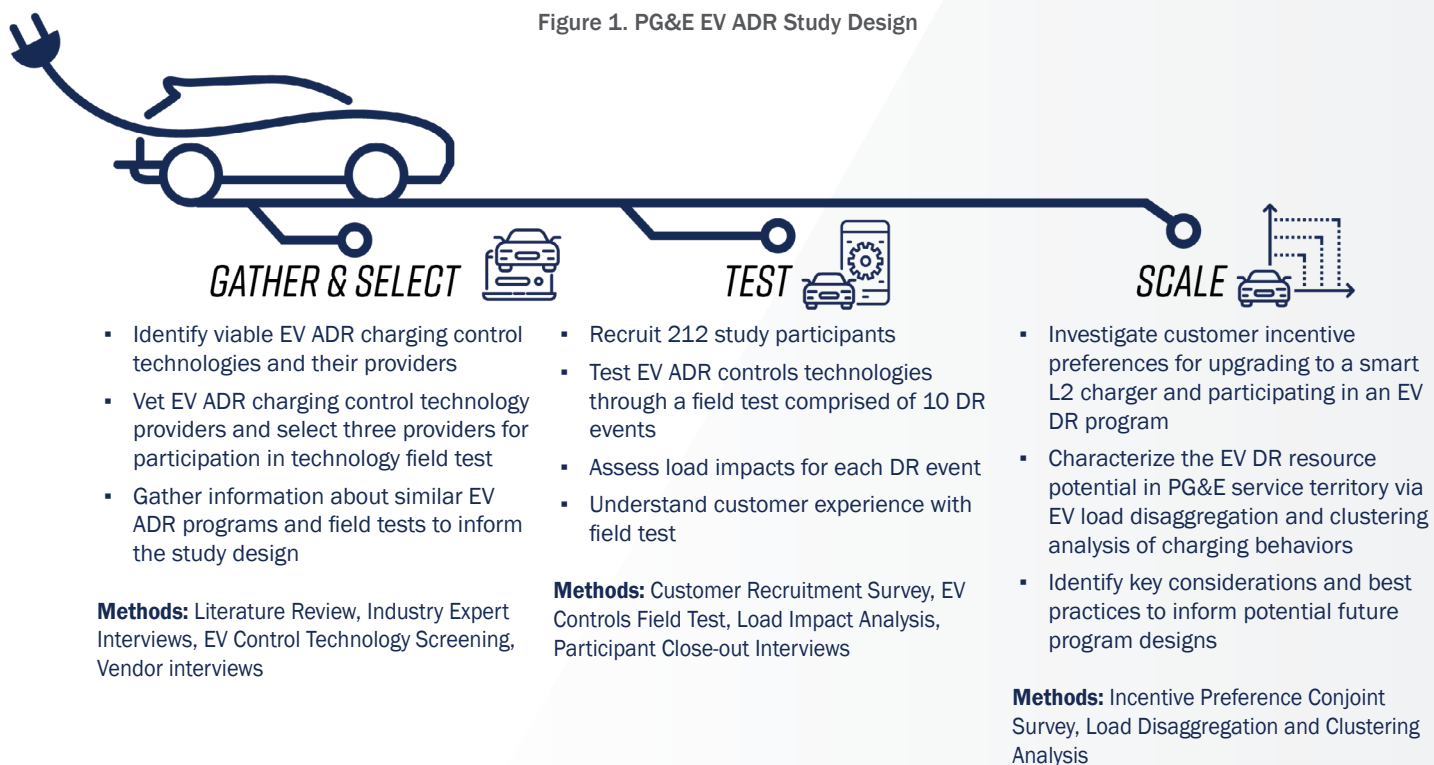 Figure 1. PG&E EV ADR Study Design
GATHER & SELECT
▪ Identify viable EV ADR charging control
technologies and their providers
▪ Vet EV ADR charging control technology
providers and select three providers for
participation in technology field test
▪ Gather information about similar EV
ADR programs and field tests to inform
the study design
Methods: Literature Review, Industry Expert
Interviews, EV Control Technology Screening,
Vendor interviews
TEST
▪ Recruit 212 study participants
▪ Test EV ADR controls technologies
through a field test comprised of 10 DR
events
▪ Assess load impacts for each DR event
▪ Understand customer experience with
field test
Methods: Customer Recruitment Survey, EV
Controls Field Test, Load Impact Analysis,
Participant Close-out Interviews
SCALE
▪ Investigate customer incentive
preferences for upgrading to a smart
L2 charger and participating in an EV
DR program
▪ Characterize the EV DR resource
potential in PG&E service territory via
EV load disaggregation and clustering
analysis of charging behaviors
▪ Identify key considerations and best
practices to inform potential future
program designs
Methods: Incentive Preference Conjoint
Survey, Load Disaggregation and Clustering
Analysis